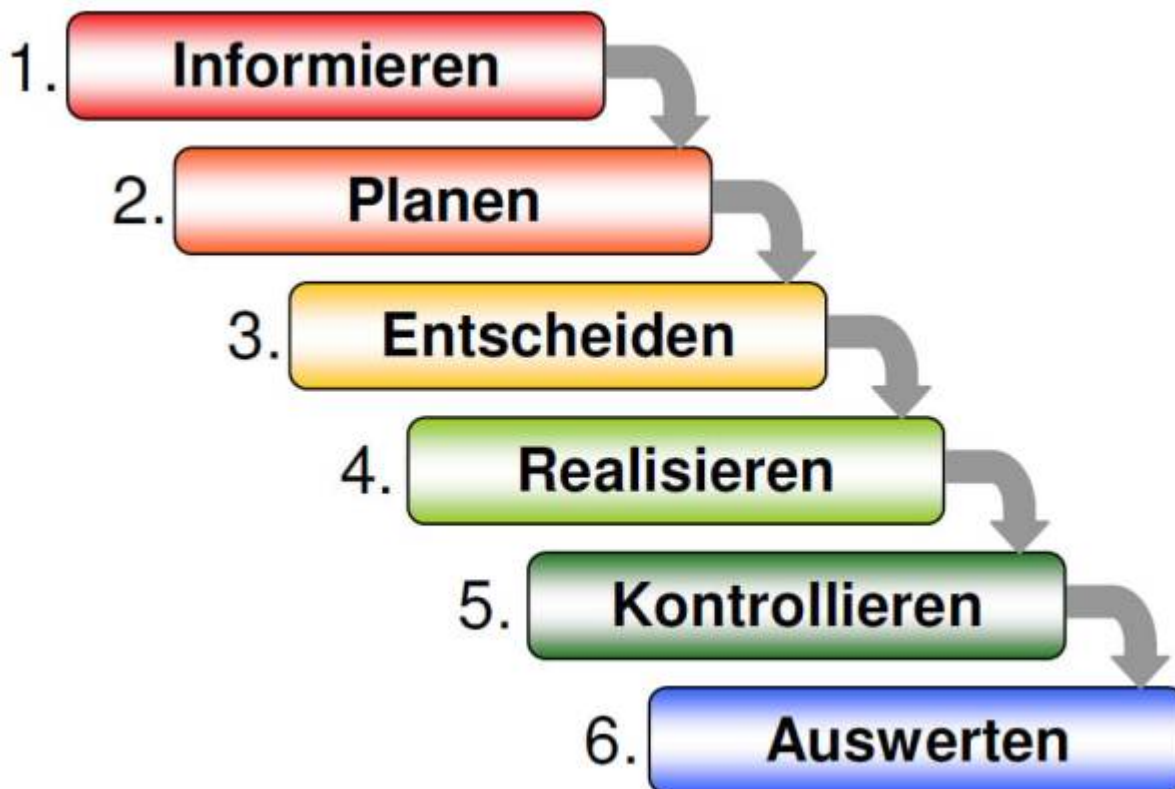 1. Informieren
2. Planen
3. Entscheiden
4. Realisieren
5. Kontrollieren
6. Auswerten